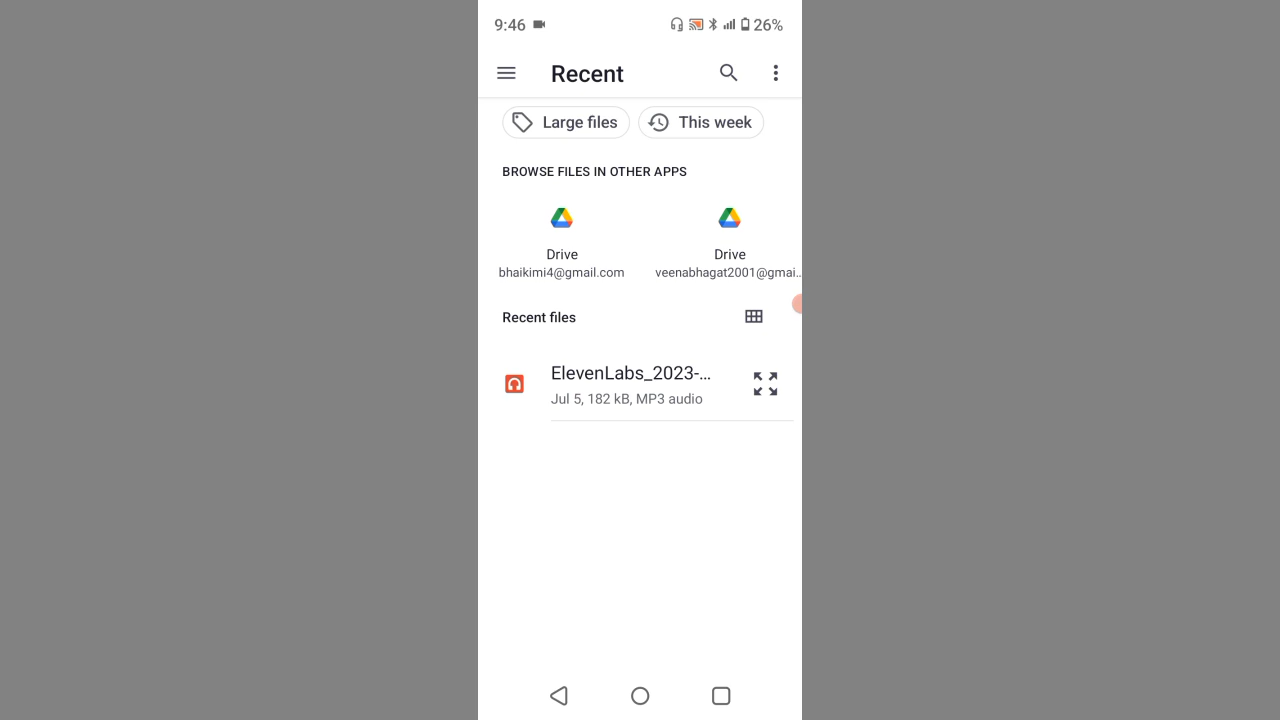 9:46 26%
Recent
Large files This week
BROWSE FILES IN OTHER APPS
Drive Drive
bhaikimi4@gmail.com veenabhagat2001@gmai...
Recent files
ElevenLabs_2023-...
Jul 5, 182 kB, MP3 audio